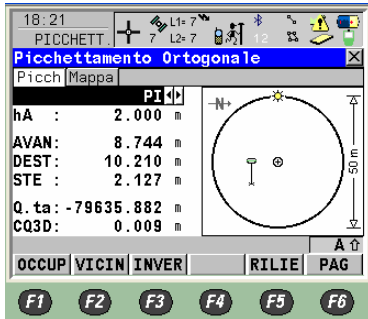 18:21
PICCHETT.
7
L1= 7
L2= 7
12
Picchettamento Ortogonale
Picch Mappa
PI
hA : 2.000 m
AVAN: 8.744 m
DEST: 10.210 m
STE : 2.127 m
Q.ta:-79635.882 m
CQ3D: 0.009 m
N
50 m
A
OCCUP VICIN INVER RILIE PAG
F1 F2 F3 F4 F5 F6